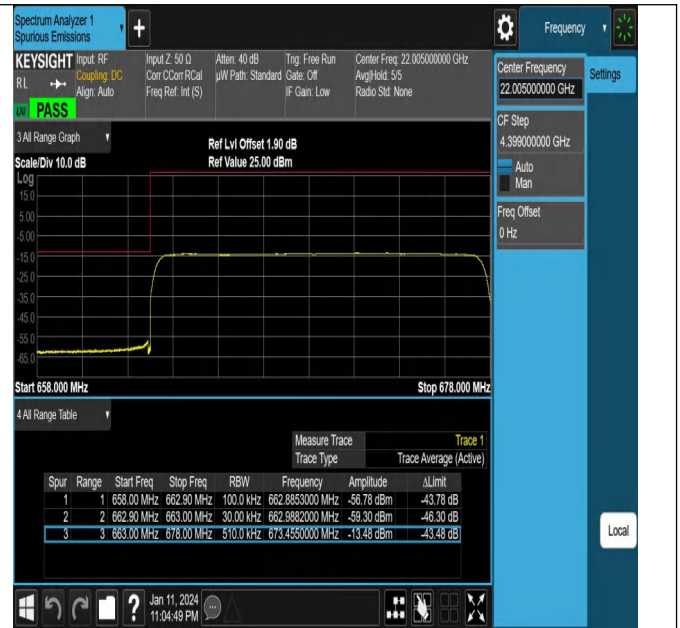 Spectrum Analyzer 1
Spurious Emissions
Frequency
KEYSIGHT
RL
Input: RF
Coupling: DC
Align: Auto
Input Z: 50 Ω
Corr CCorr RCal
Freq Ref: Int (S)
Atten: 40 dB
µW Path: Standard
Trig: Free Run
Gate: Off
IF Gain: Low
Center Freq: 22.005000000 GHz
Avg|Hold: 5/5
Radio Std: None
PASS
Center Frequency
22.005000000 GHz
Settings
CF Step
4.399000000 GHz
Auto
Man
Freq Offset
0 Hz
3 All Range Graph
Ref Lvl Offset 1.90 dB
Scale/Div 10.0 dB
Ref Value 25.00 dBm
Log
15.0
5.00
-5.00
-15.0
-25.0
-35.0
-45.0
-55.0
-65.0
Start 658.000 MHz
Stop 678.000 MHz
4 All Range Table
Measure Trace Trace 1
Trace Type Trace Average (Active)
Spur Range Start Freq Stop Freq RBW Frequency Amplitude ΔLimit
1 1 658.00 MHz 662.90 MHz 100.0 kHz 662.8853000 MHz -56.78 dBm -43.78 dB
2 2 662.90 MHz 663.00 MHz 30.00 kHz 662.9882000 MHz -59.30 dBm -46.30 dB
3 3 663.00 MHz 678.00 MHz 510.0 kHz 673.4550000 MHz -13.48 dBm -43.48 dB
Local
Jan 11, 2024
11:04:49 PM